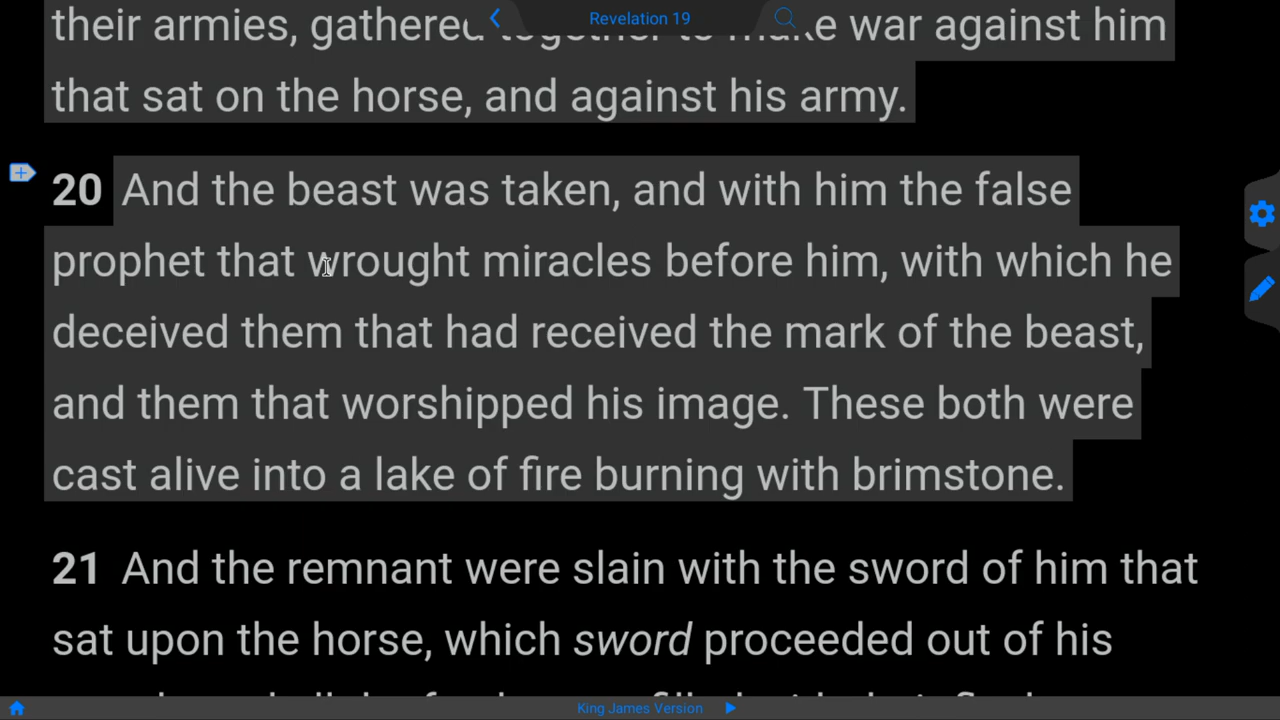 Revelation 19
their armies, gathered together to make war against him
that sat on the horse, and against his army.
20 And the beast was taken, and with him the false
prophet that wrought miracles before him, with which he
deceived them that had received the mark of the beast,
and them that worshipped his image. These both were
cast alive into a lake of fire burning with brimstone.
21 And the remnant were slain with the sword of him that
sat upon the horse, which sword proceeded out of his
King James Version